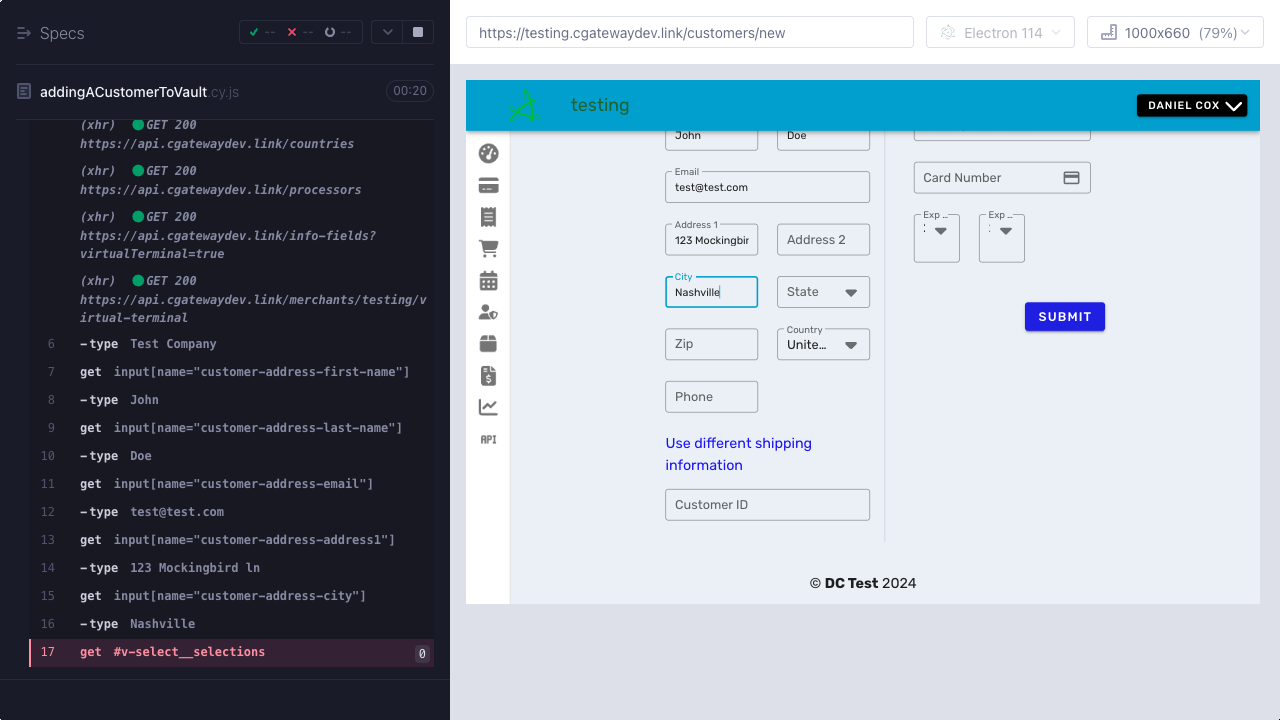 Specs
-- -- --
addingACustomerToVault.cy.js
00:20
(xhr) GET 200
https://api.cgatewaydev.link/countries
(xhr) GET 200
https://api.cgatewaydev.link/processors
(xhr) GET 200
https://api.cgatewaydev.link/info-fields?
virtualTerminal=true
(xhr) GET 200
https://api.cgatewaydev.link/merchants/testing/v
irtual-terminal
6 -type Test Company
7 get input[name="customer-address-first-name"]
8 -type John
9 get input[name="customer-address-last-name"]
10 -type Doe
11 get input[name="customer-address-email"]
12 -type test@test.com
13 get input[name="customer-address-address1"]
14 -type 123 Mockingbird ln
15 get input[name="customer-address-city"]
16 -type Nashville
17 get #v-select__selections 0
https://testing.cgatewaydev.link/customers/new
Electron 114
1000x660 (79%)
testing
DANIEL COX
API
John
Doe
Email
test@test.com
Address 1
123 Mockingbir
Address 2
City
Nashville
State
Zip
Country
Unite...
Phone
Use different shipping
information
Customer ID
Card Number
Exp ...
Exp ...
SUBMIT
© DC Test 2024